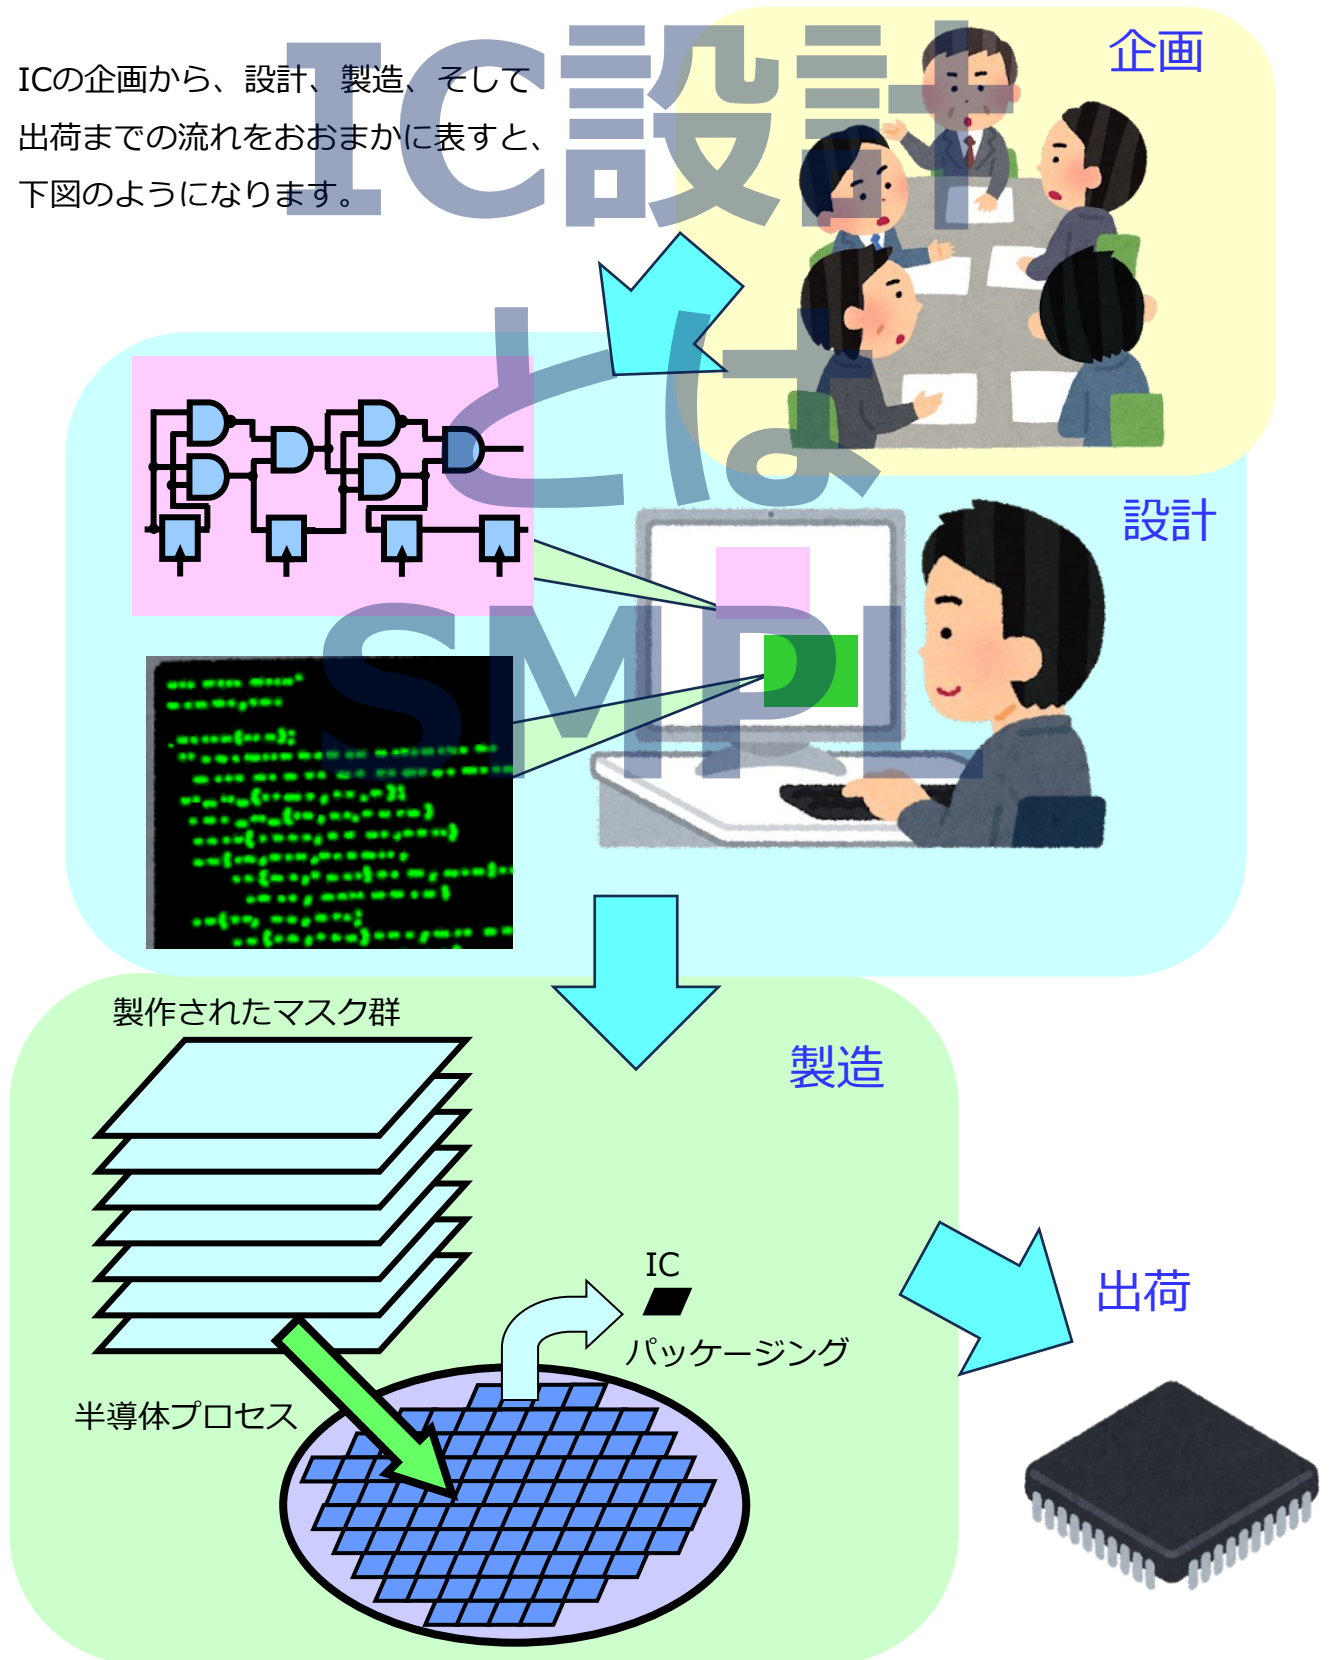 ICの企画から、設計、製造、そして
出荷までの流れをおおまかに表すと、
下図のようになります。
IC設計
とは
SMPL
企画
設計
製作されたマスク群
製造
IC
パッケージング
半導体プロセス
出荷